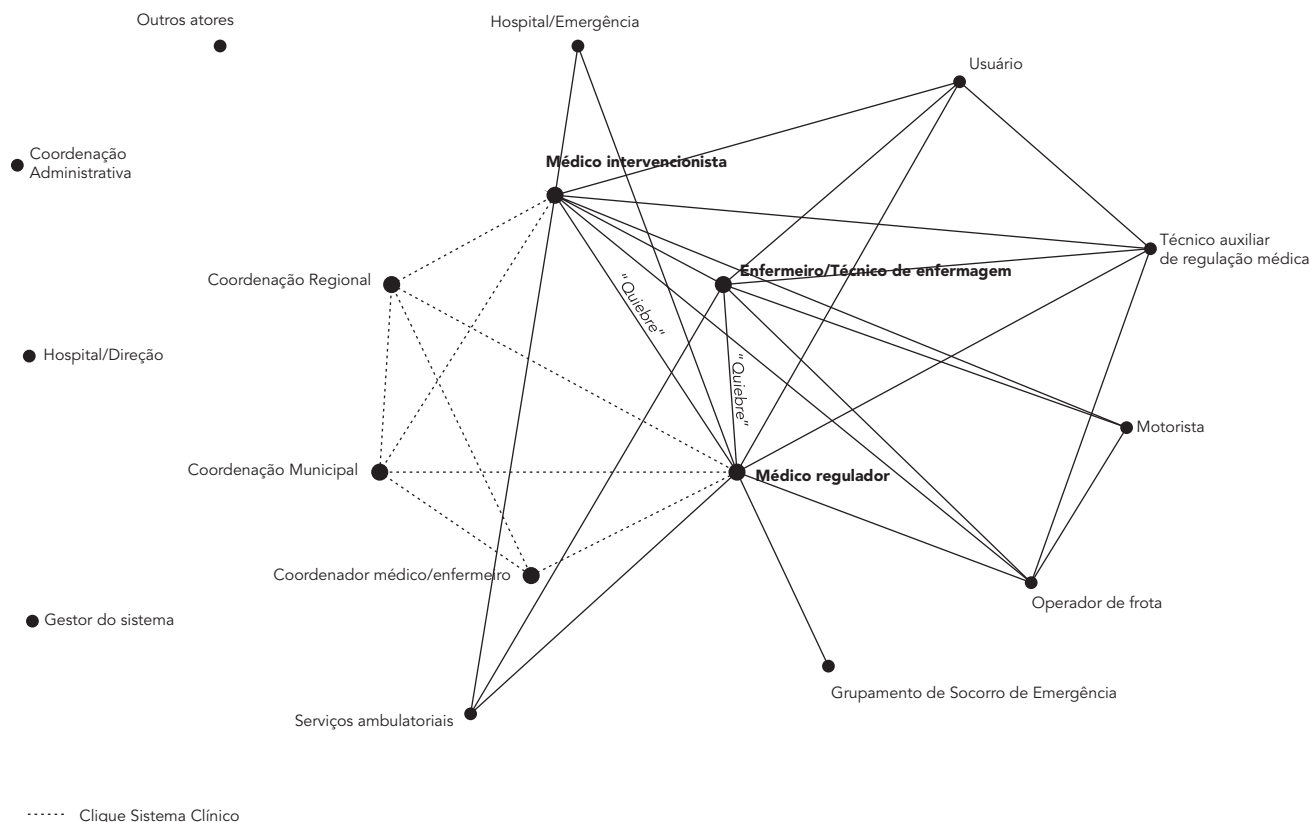 Outros atores
Hospital/Emergência
Usuário
Coordenação
Administrativa
Médico intervencionista
Técnico auxiliar
de regulação médica
Enfermeiro/Técnico de enfermagem
Coordenação Regional
"Quiebre"
Hospital/Direção
"Quiebre"
Motorista
Coordenação Municipal
Médico regulador
Coordenador médico/enfermeiro
Operador de frota
Gestor do sistema
Grupamento de Socorro de Emergência
Serviços ambulatoriais
Clique Sistema Clínico